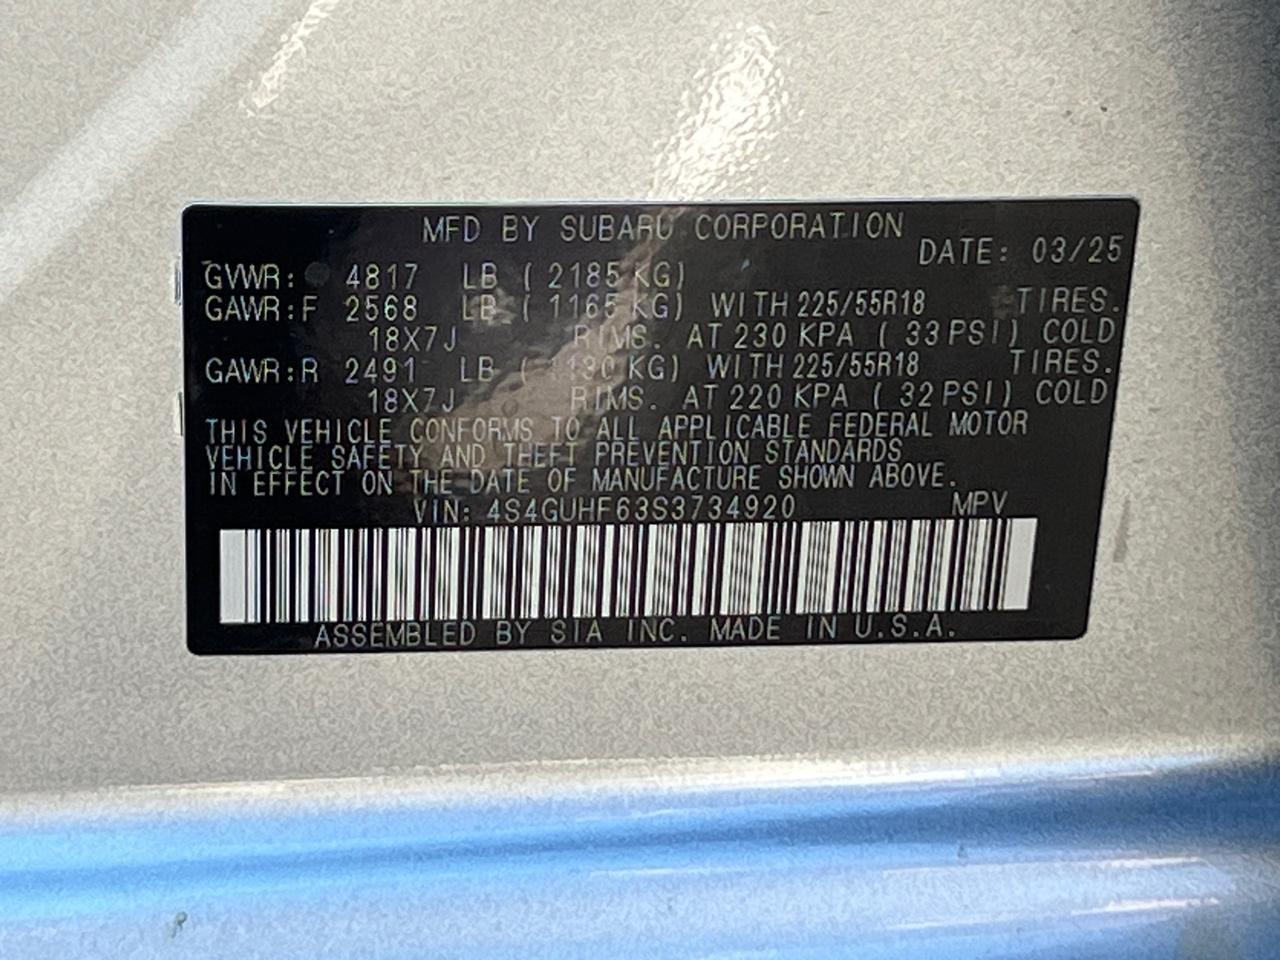 MFD BY SUBARU CORPORATION
DATE: 03/25
GVWR: 4817 LB ( 2185 KG)
GAWR:F 2568 LB ( 1165 KG) WITH 225/55R18 TIRES.
18X7J RIMS. AT 230 KPA ( 33 PSI) COLD
GAWR:R 2491 LB ( 1130 KG) WITH 225/55R18 TIRES.
18X7J RIMS. AT 220 KPA ( 32 PSI) COLD
THIS VEHICLE CONFORMS TO ALL APPLICABLE FEDERAL MOTOR
VEHICLE SAFETY AND THEFT PREVENTION STANDARDS
IN EFFECT ON THE DATE OF MANUFACTURE SHOWN ABOVE.
VIN: 4S4GUHF63S3734920 MPV
ASSEMBLED BY SIA INC. MADE IN U.S.A.